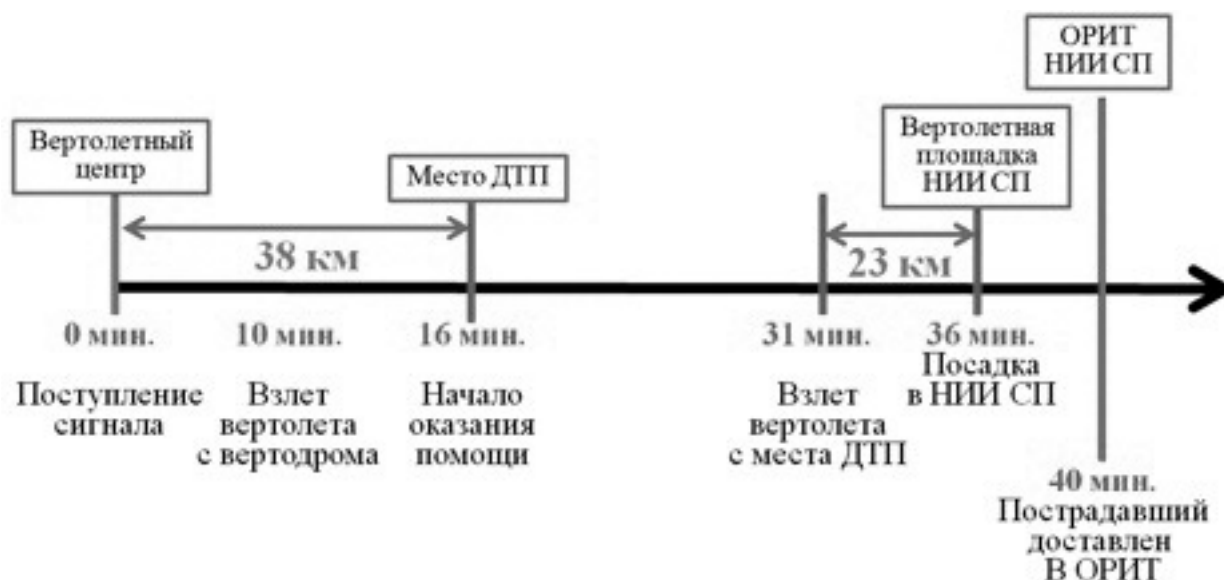 ОРИТ
НИИ СП
Вертолетный
центр
Место ДТП
Вертолетная
площадка
НИИ СП
38 км
23 км
0 мин.
10 мин.
16 мин.
31 мин.
36 мин.
Поступление
сигнала
Взлет
вертолета
с вертодрома
Начало
оказания
помощи
Взлет
вертолета
с места ДТП
Посадка
в НИИ СП
40 мин.
Пострадавший
доставлен
В ОРИТ